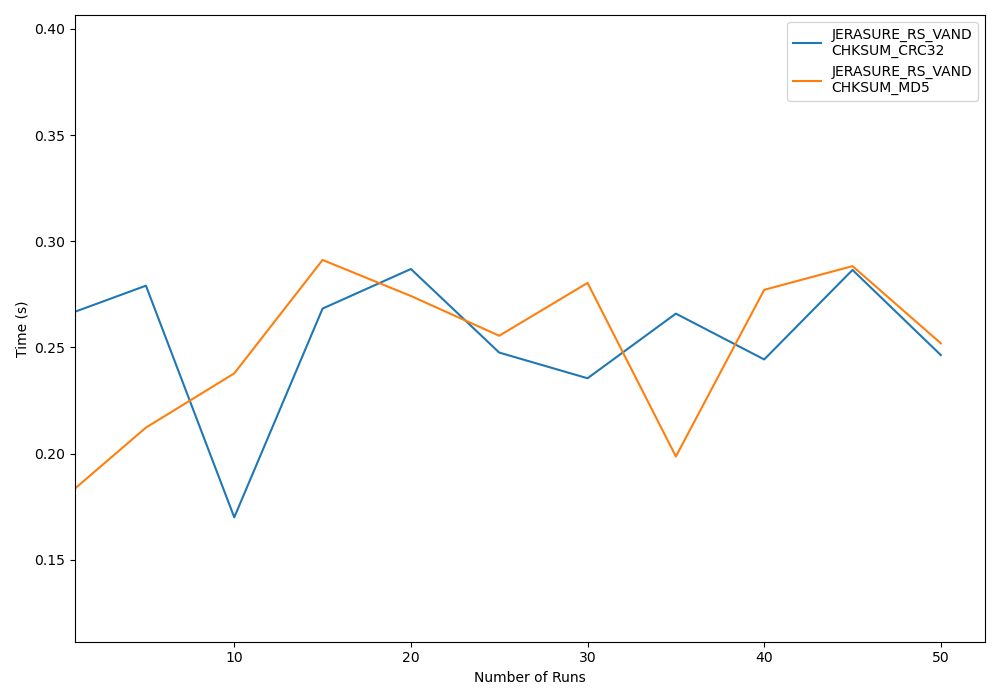 0.40
0.35
0.30
0.25
0.20
0.15
Time (s)
10
20
30
40
50
Number of Runs
JERASURE_RS_VAND
CHKSUM_CRC32
JERASURE_RS_VAND
CHKSUM_MD5